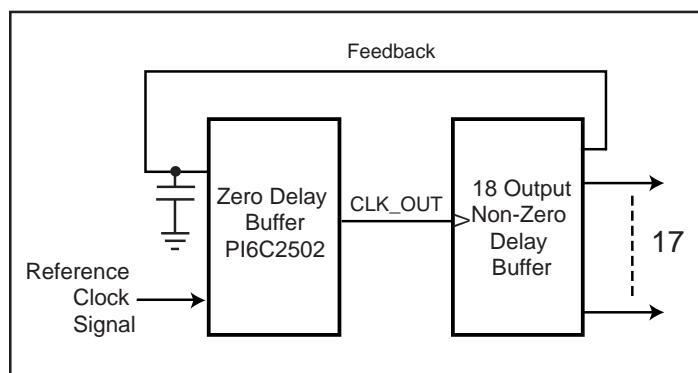 Feedback
Zero Delay
Buffer
PI6C2502
CLK_OUT
18 Output
Non-Zero
Delay
Buffer
17
Reference
Clock
Signal